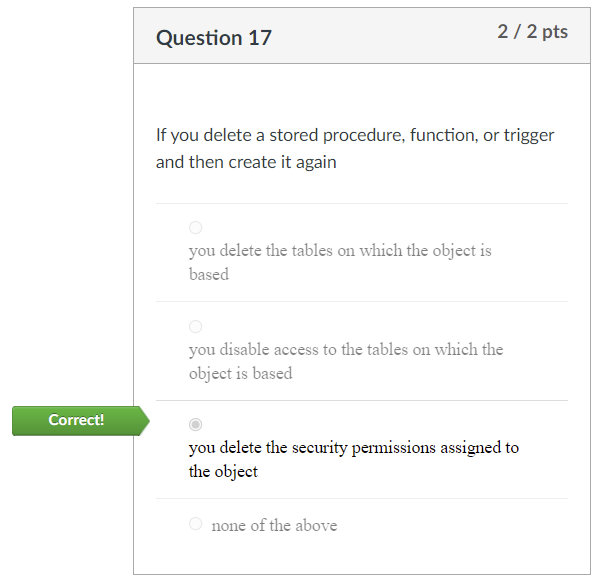 Question 17
2 / 2 pts
If you delete a stored procedure, function, or trigger
and then create it again
you delete the tables on which the object is
based
you disable access to the tables on which the
object is based
Correct!
you delete the security permissions assigned to
the object
none of the above